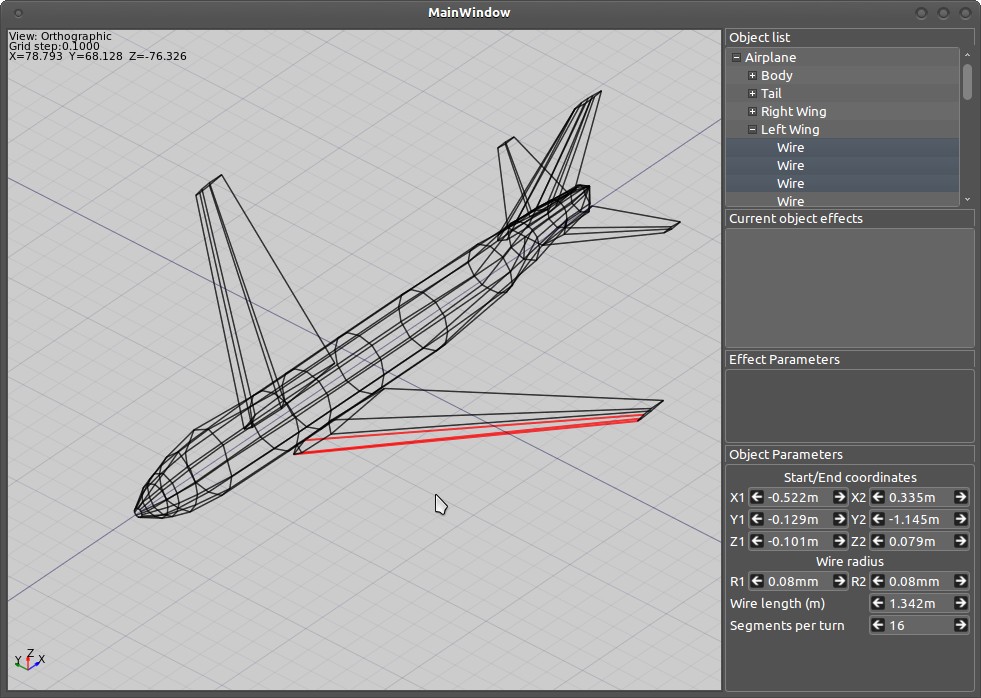 MainWindow
View: Orthographic
Grid step:0.1000
X=78.793 Y=68.128 Z=-76.326
Y Z X
Object list
Airplane
Body
Tail
Right Wing
Left Wing
Wire
Wire
Wire
Wire
Current object effects
Effect Parameters
Object Parameters
Start/End coordinates
X1 -0.522m X2 0.335m
Y1 -0.129m Y2 -1.145m
Z1 -0.101m Z2 0.079m
Wire radius
R1 0.08mm R2 0.08mm
Wire length (m) 1.342m
Segments per turn 16